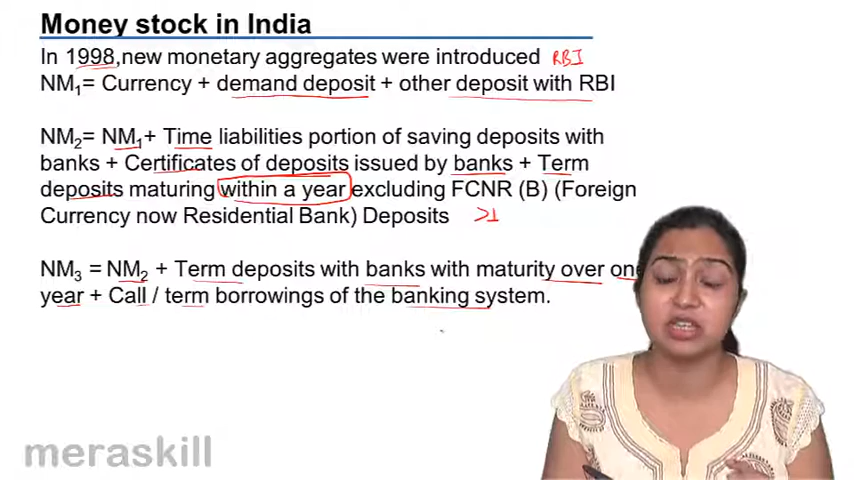 Money stock in India
In 1998,new monetary aggregates were introduced RBI
NM₁= Currency + demand deposit + other deposit with RBI
NM₂= NM₁+ Time liabilities portion of saving deposits with
banks + Certificates of deposits issued by banks + Term
deposits maturing within a year excluding FCNR (B) (Foreign
Currency now Residential Bank) Deposits >1
NM₃ = NM₂ + Term deposits with banks with maturity over one
year + Call / term borrowings of the banking system.
meraskill